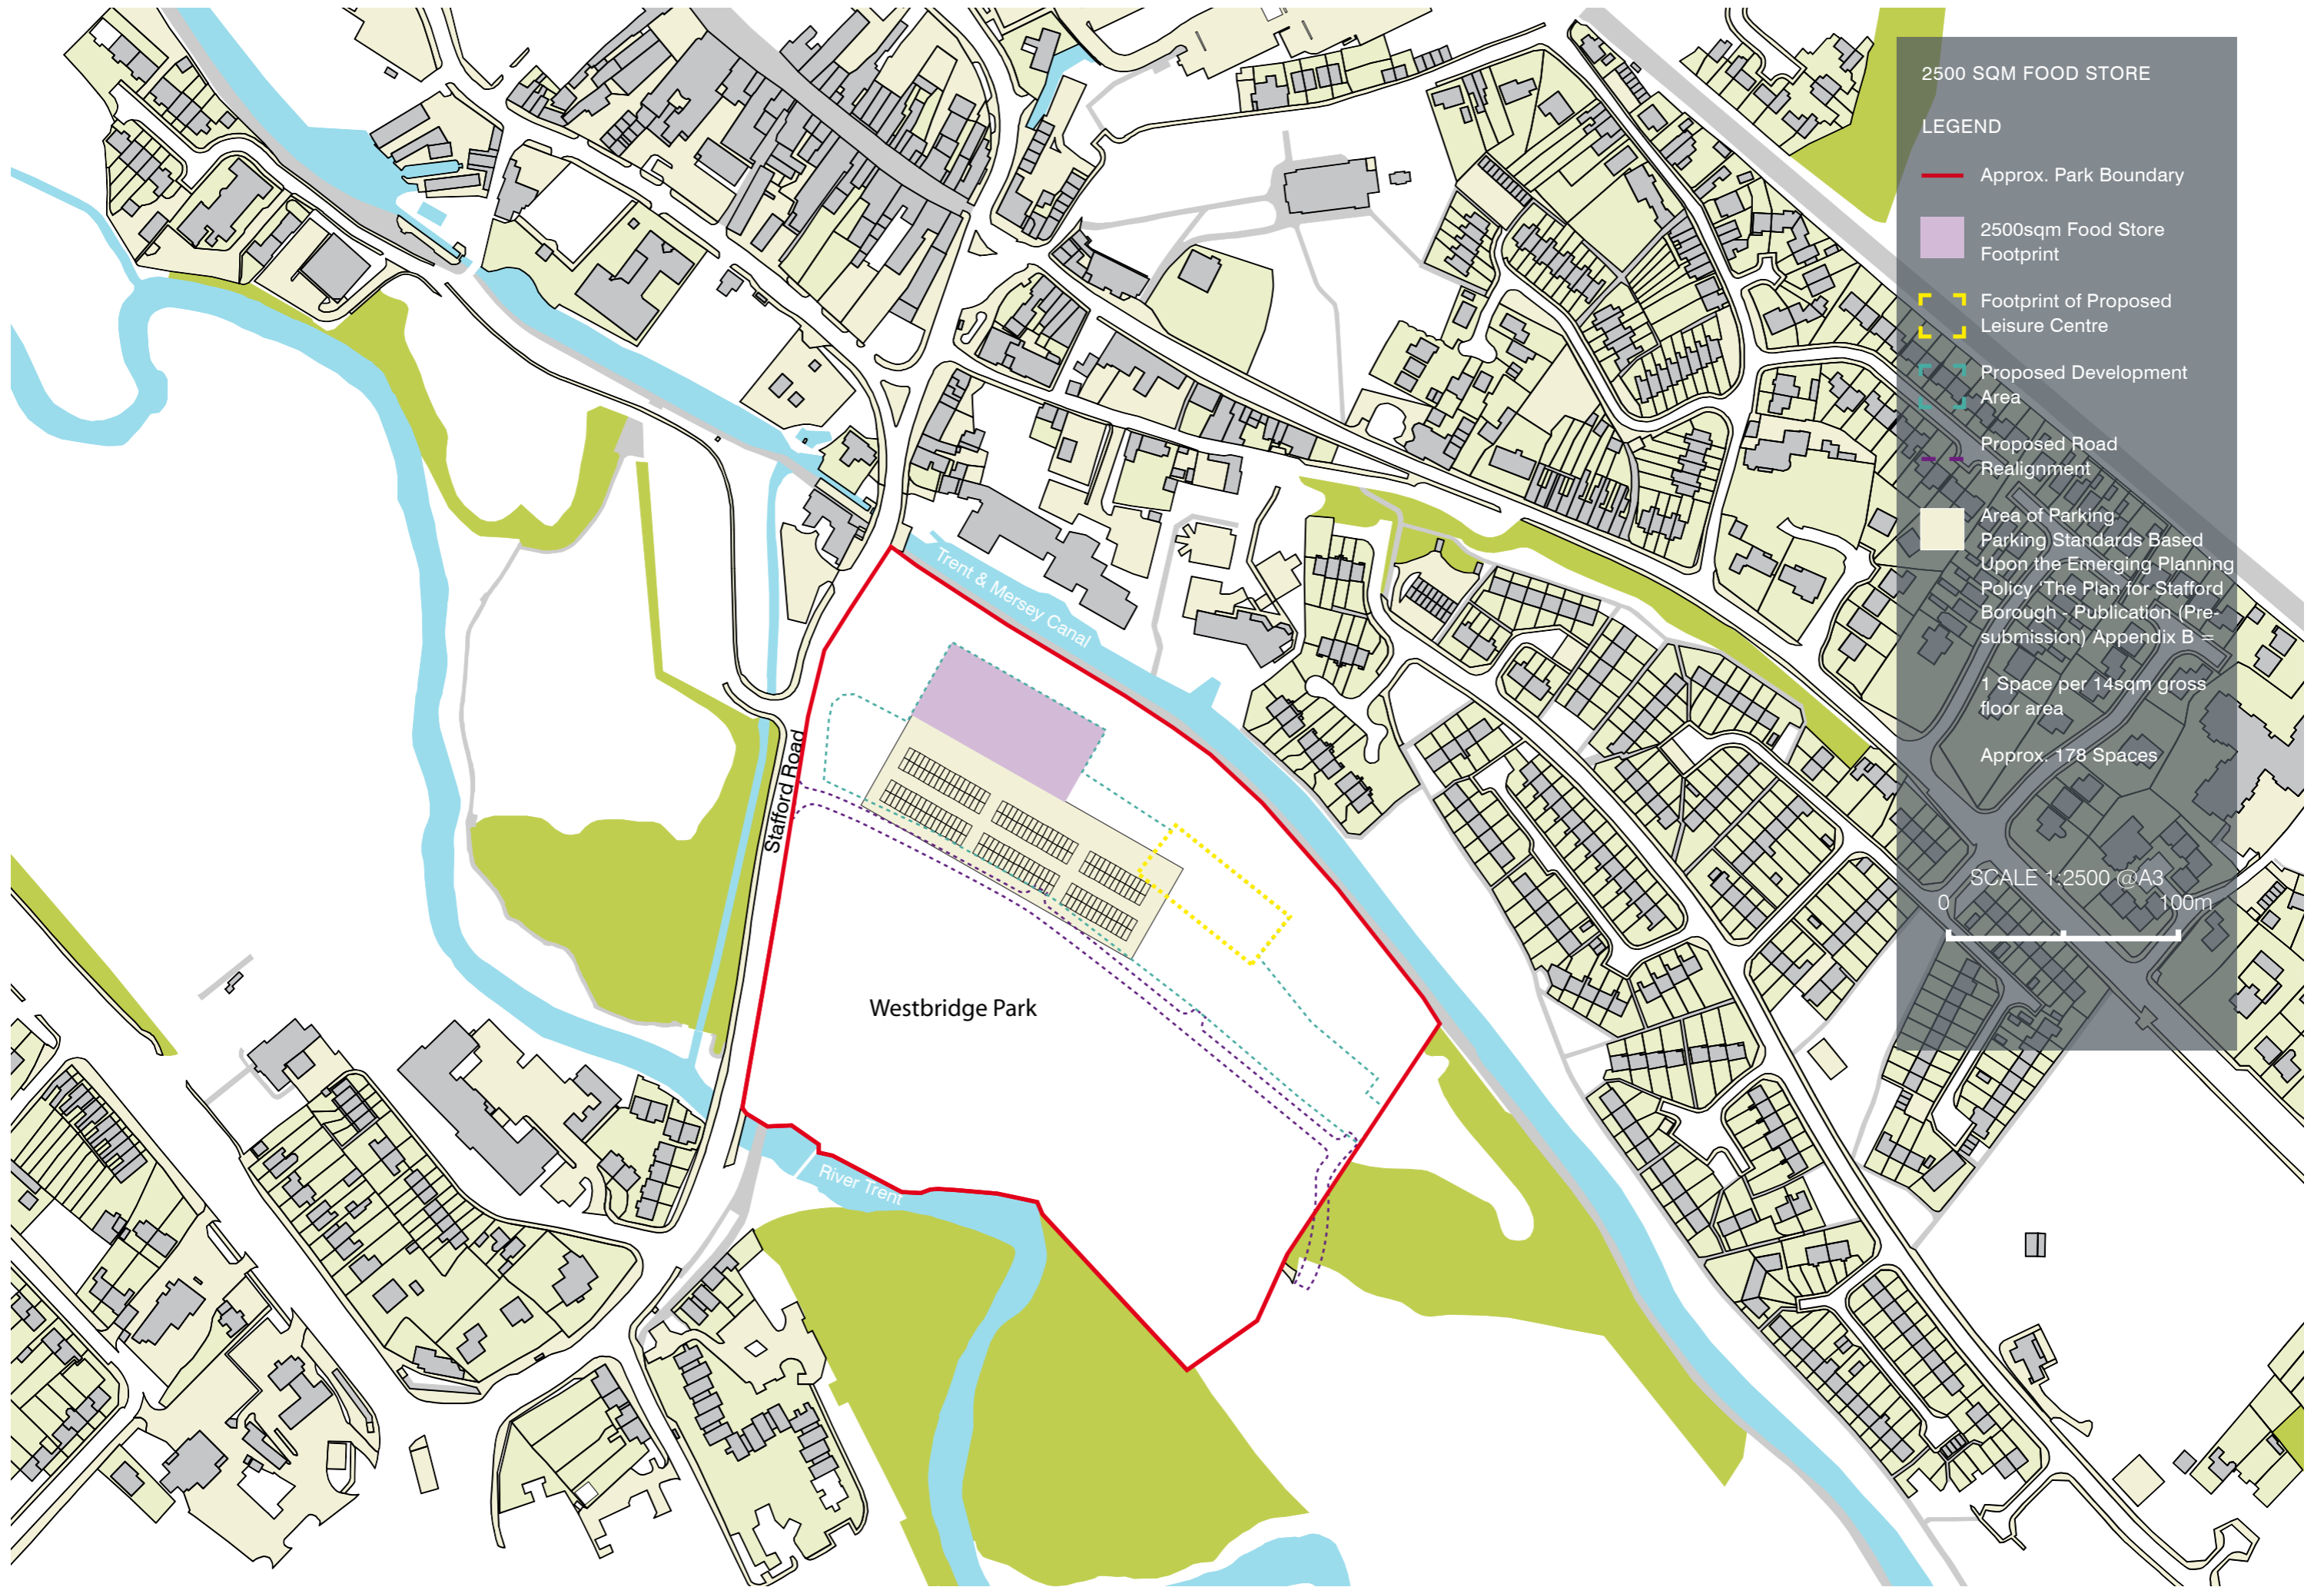 2500 SQM FOOD STORE
LEGEND
Approx. Park Boundary
2500sqm Food Store
Footprint
Footprint of Proposed
Leisure Centre
Proposed Development
Area
Proposed Road
Realignment
Area of Parking
Parking Standards Based
Upon the Emerging Planning
Policy ‘The Plan for Stafford
Borough - Publication (Pre-
submission) Appendix B =
1 Space per 14sqm gross
floor area
Approx. 178 Spaces
SCALE 1:2500 @A3
0 100m
Trent & Mersey Canal
Stafford Road
Westbridge Park
River Trent